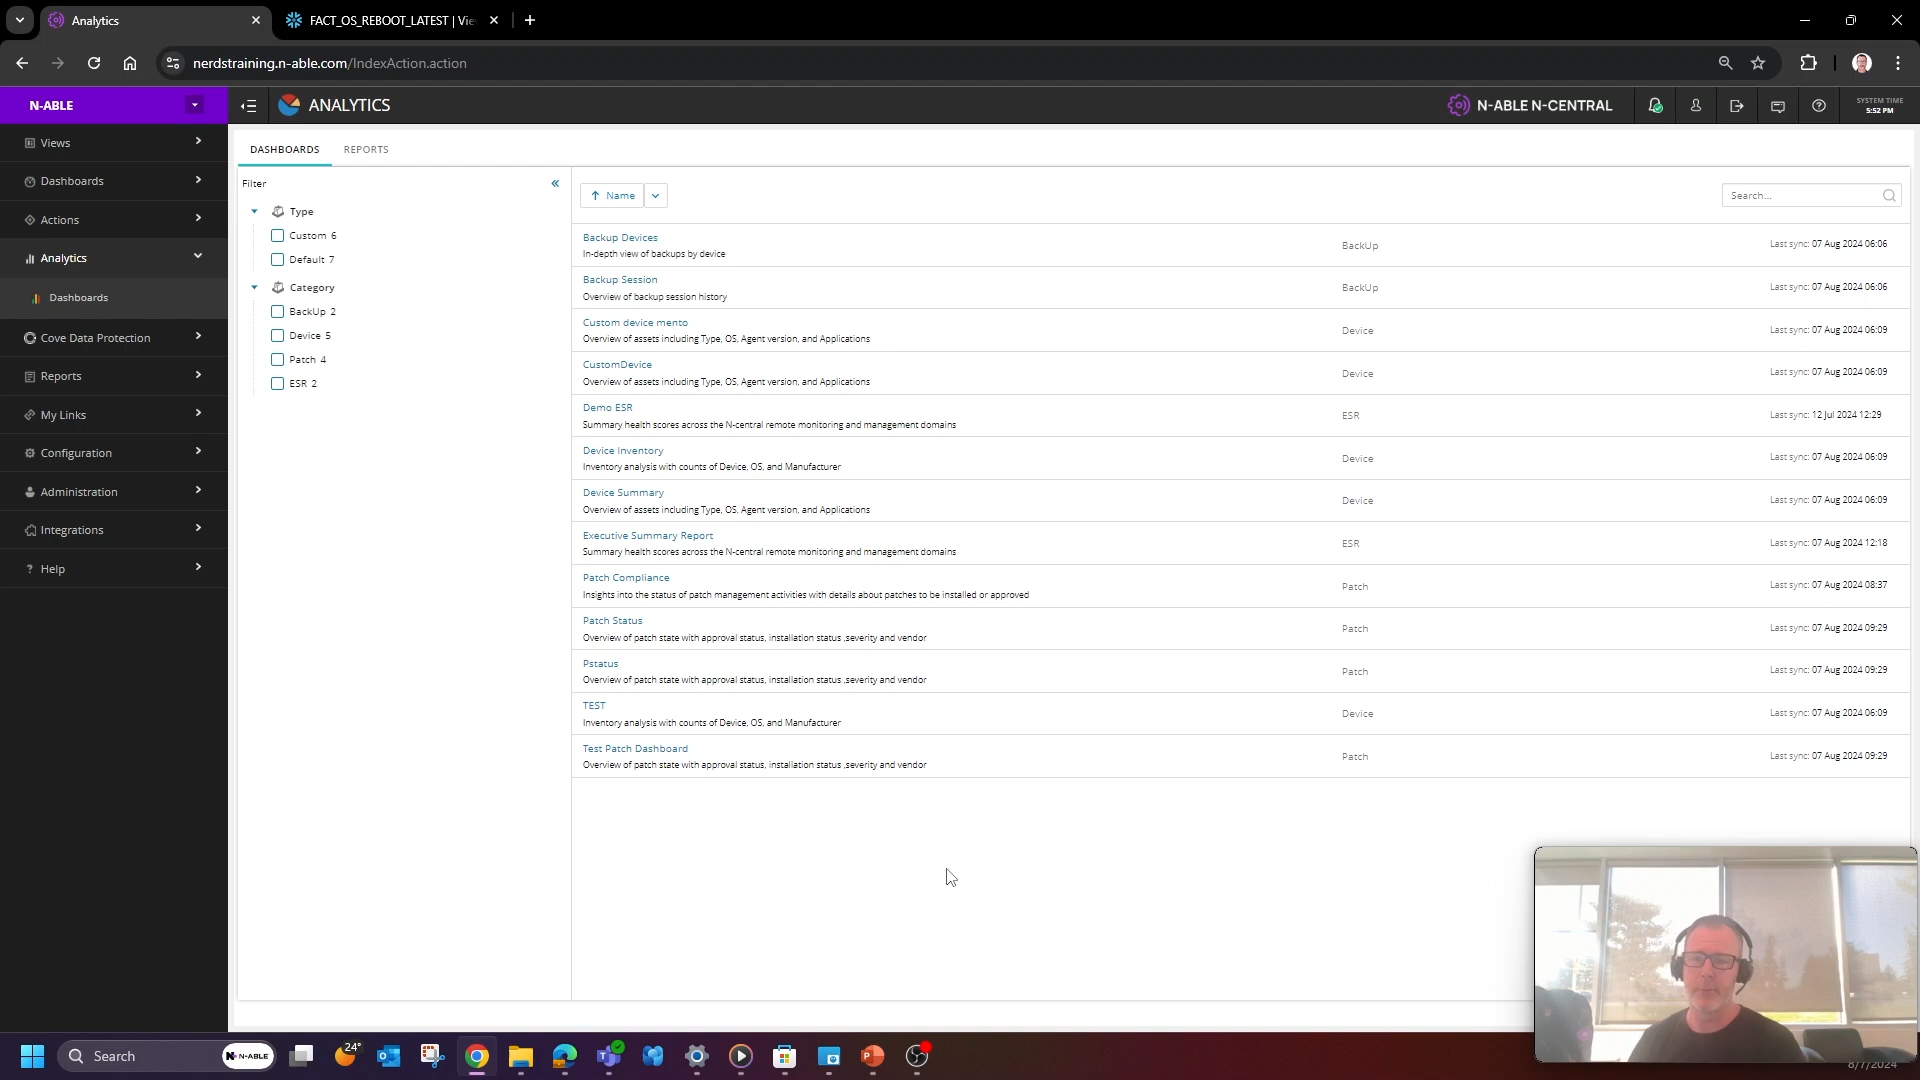 Analytics
FACT_OS_REBOOT_LATEST | Vie
nerdstraining.n-able.com/IndexAction.action
N-ABLE
ANALYTICS
N-ABLE N-CENTRAL
SYSTEM TIME
5:52 PM
Views
Dashboards
Actions
Analytics
Dashboards
Cove Data Protection
Reports
My Links
Configuration
Administration
Integrations
Help
DASHBOARDS
REPORTS
Filter
Type
Custom 6
Default 7
Category
BackUp 2
Device 5
Patch 4
ESR 2
Name
Search...
Backup Devices
In-depth view of backups by device
BackUp
Last sync: 07 Aug 2024 06:06
Backup Session
Overview of backup session history
BackUp
Last sync: 07 Aug 2024 06:06
Custom device mento
Overview of assets including Type, OS, Agent version, and Applications
Device
Last sync: 07 Aug 2024 06:09
CustomDevice
Overview of assets including Type, OS, Agent version, and Applications
Device
Last sync: 07 Aug 2024 06:09
Demo ESR
Summary health scores across the N-central remote monitoring and management domains
ESR
Last sync: 12 Jul 2024 12:29
Device Inventory
Inventory analysis with counts of Device, OS, and Manufacturer
Device
Last sync: 07 Aug 2024 06:09
Device Summary
Overview of assets including Type, OS, Agent version, and Applications
Device
Last sync: 07 Aug 2024 06:09
Executive Summary Report
Summary health scores across the N-central remote monitoring and management domains
ESR
Last sync: 07 Aug 2024 12:18
Patch Compliance
Insights into the status of patch management activities with details about patches to be installed or approved
Patch
Last sync: 07 Aug 2024 08:37
Patch Status
Overview of patch state with approval status, installation status ,severity and vendor
Patch
Last sync: 07 Aug 2024 09:29
Pstatus
Overview of patch state with approval status, installation status ,severity and vendor
Patch
Last sync: 07 Aug 2024 09:29
TEST
Inventory analysis with counts of Device, OS, and Manufacturer
Device
Last sync: 07 Aug 2024 06:09
Test Patch Dashboard
Overview of patch state with approval status, installation status ,severity and vendor
Patch
Last sync: 07 Aug 2024 09:29
Search
N-ABLE
24°
8/7/2024